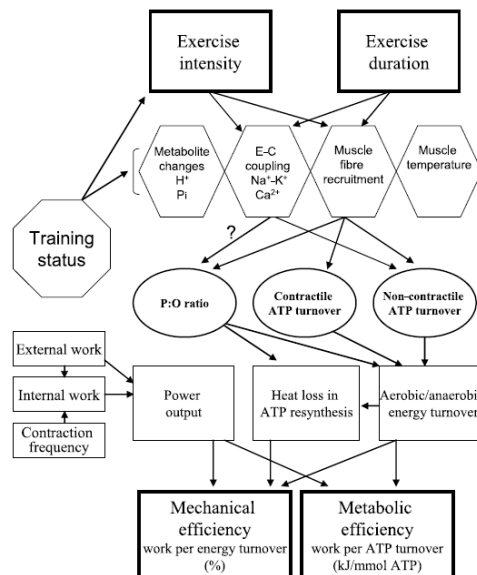 Exercise
intensity
Exercise
duration
Metabolite
changes
H⁺
Pi
E–C
coupling
Na⁺–K⁺
Ca²⁺
Muscle
fibre
recruitment
Muscle
temperature
Training
status
?
P:O ratio
Contractile
ATP turnover
Non-contractile
ATP turnover
External work
Internal work
Contraction
frequency
Power
output
Heat loss in
ATP resynthesis
Aerobic/anaerobic
energy turnover
Mechanical
efficiency
work per energy turnover
(%)
Metabolic
efficiency
work per ATP turnover
(kJ/mmol ATP)